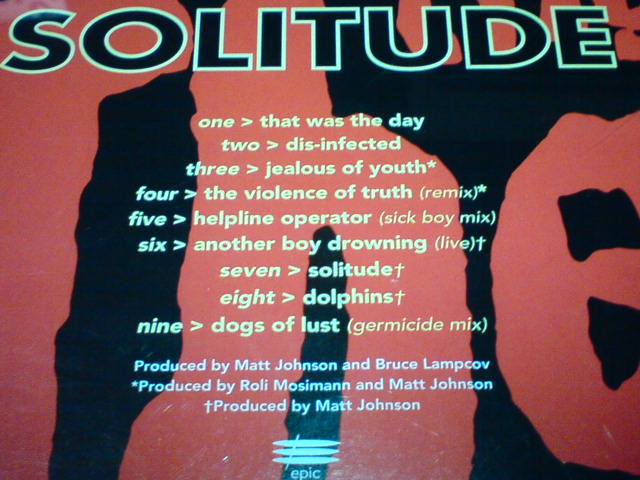 SOLITUDE
one > that was the day
two > dis-infected
three > jealous of youth*
four > the violence of truth (remix)*
five > helpline operator (sick boy mix)
six > another boy drowning (live)†
seven > solitude†
eight > dolphins†
nine > dogs of lust (germicide mix)
Produced by Matt Johnson and Bruce Lampcov
*Produced by Roli Mosimann and Matt Johnson
†Produced by Matt Johnson
epic